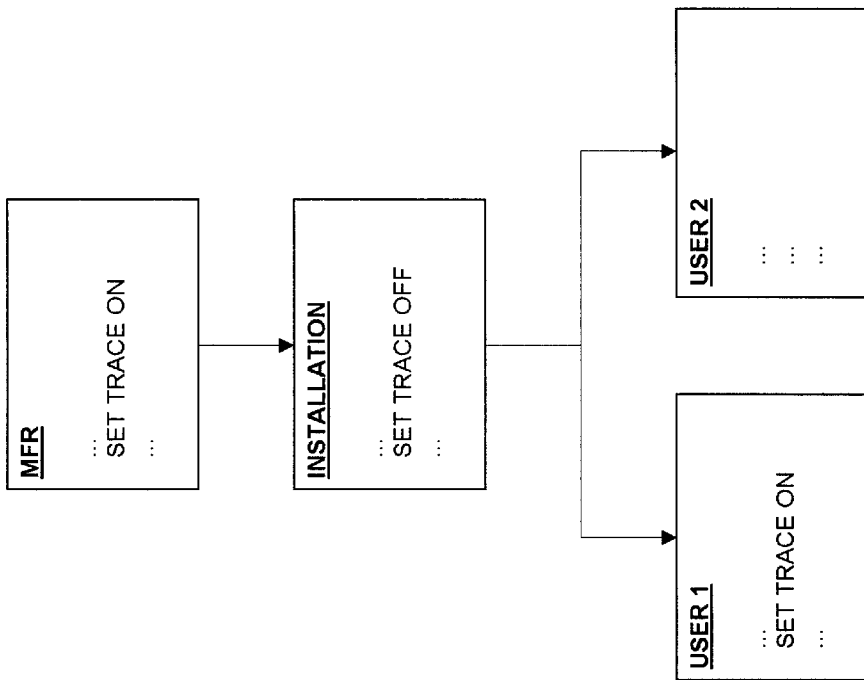 MFR
...
SET TRACE ON
...
INSTALLATION
...
SET TRACE OFF
...
USER 1
...
SET TRACE ON
...
USER 2
...
...
...